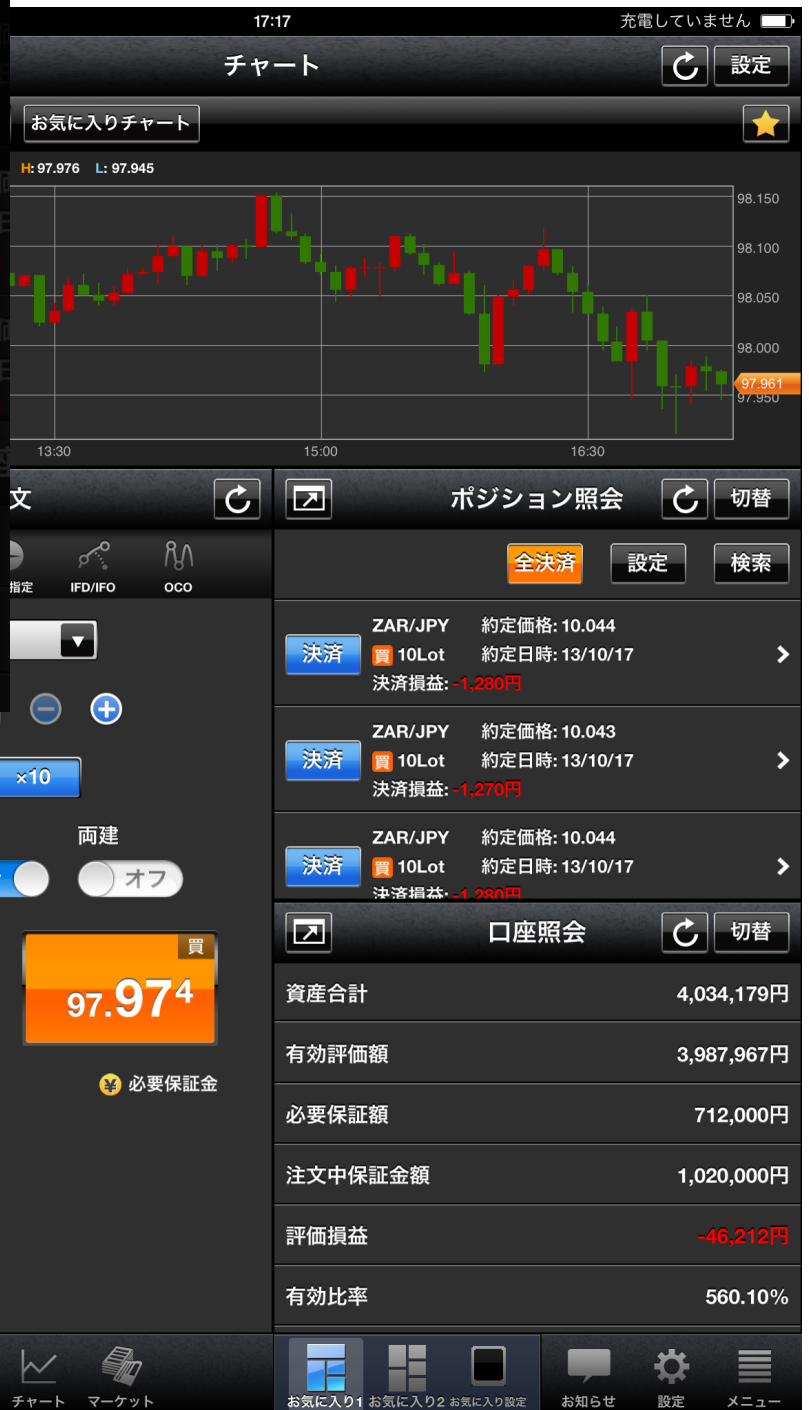 17:17
充電していません
チャート
設定
お気に入りチャート
H: 97.976 L: 97.945
98.150
98.100
98.050
98.000
97.961
97.950
13:30 15:00 16:30
文
指定 IFD/IFO OCO
×10
両建
オフ
買
97.974
必要保証金
ポジション照会
切替
全決済 設定 検索
ZAR/JPY 約定価格: 10.044
決済 買 10Lot 約定日時: 13/10/17
決済損益: -1,280円
ZAR/JPY 約定価格: 10.043
決済 買 10Lot 約定日時: 13/10/17
決済損益: -1,270円
ZAR/JPY 約定価格: 10.044
決済 買 10Lot 約定日時: 13/10/17
決済損益: -1,280円
口座照会
切替
資産合計 4,034,179円
有効評価額 3,987,967円
必要保証額 712,000円
注文中保証金額 1,020,000円
評価損益 -46,212円
有効比率 560.10%
チャート マーケット お気に入り1 お気に入り2 お気に入り設定 お知らせ 設定 メニュー